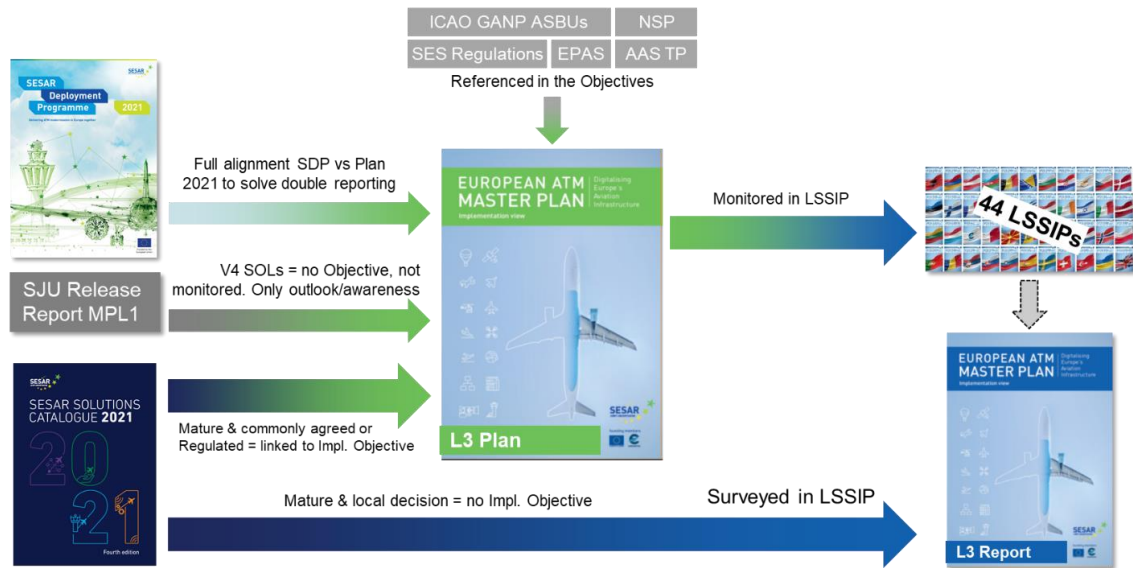 ICAO GANP ASBUs
NSP
SES Regulations
EPAS
AAS TP
Referenced in the Objectives
SESAR
SESAR
Deployment
Programme
2021
Full alignment SDP vs Plan
2021 to solve double reporting
EUROPEAN ATM
MASTER PLAN
Implementation view
Digitalising
Europe's
Aviation
Infrastructure
SESAR
L3 Plan
Monitored in LSSIP
44 LSSIPs
SJU Release
Report MPL1
V4 SOLs = no Objective, not
monitored. Only outlook/awareness
SESAR
SESAR SOLUTIONS
CATALOGUE 2021
2021
Fourth edition
Mature & commonly agreed or
Regulated = linked to Impl. Objective
Mature & local decision = no Impl. Objective
Surveyed in LSSIP
EUROPEAN ATM
MASTER PLAN
Implementation view
Digitalising
Europe's
Aviation
Infrastructure
SESAR
L3 Report